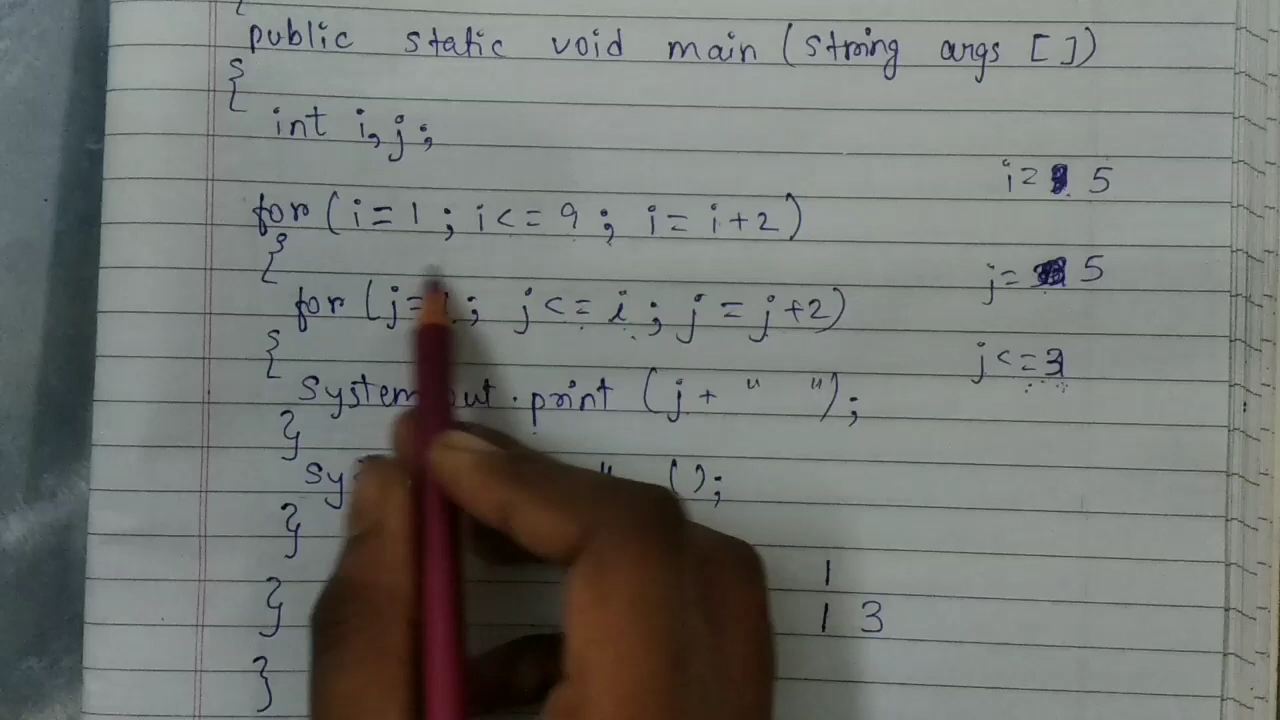 {
public static void main (string args [])
{
int i,j;
i= 5
for (i=1; i<= 9; i= i+2)
{
j= 5
for (j=1; j<= i; j = j+2)
{
j<=3
system.out.print (j+ " ");
}
();
}
1
} 1 3
}